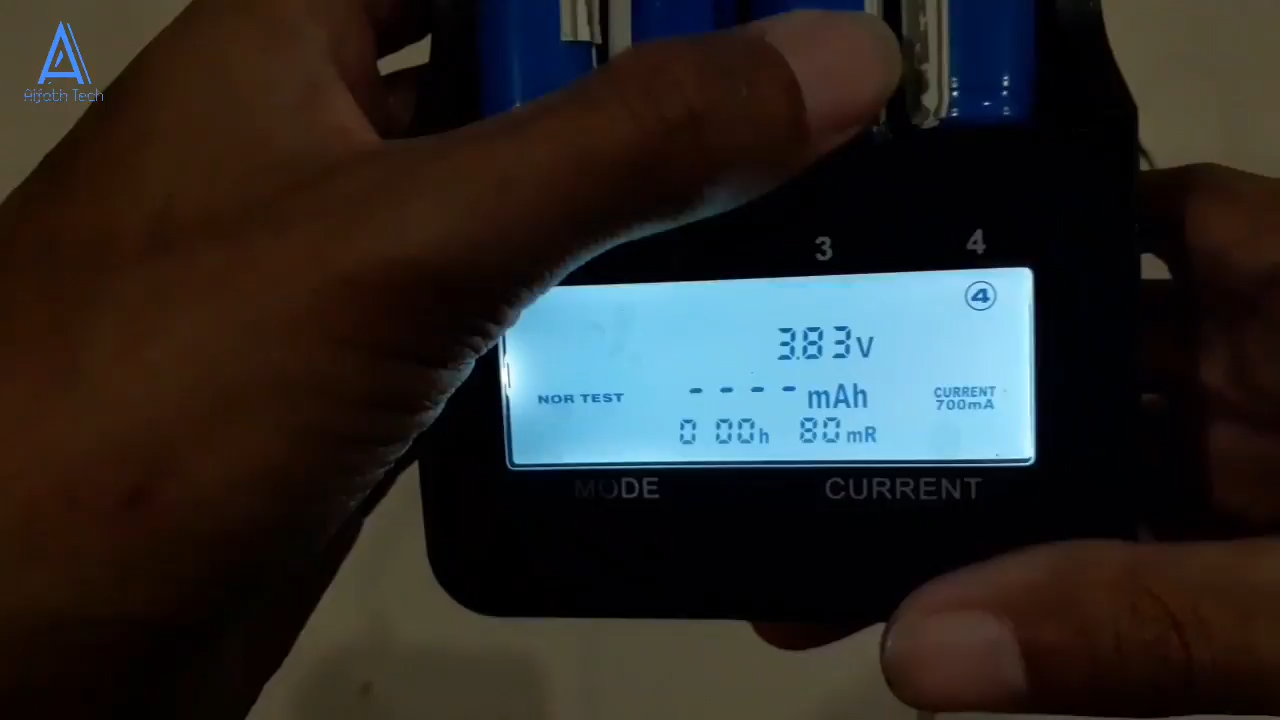 Alfath Tech
3 4
4
3.83V
NOR TEST ---- mAh CURRENT 700mA
0 00h 80mR
MODE CURRENT